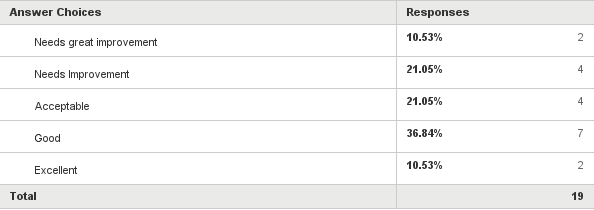 Answer Choices Responses
Needs great improvement 10.53% 2
Needs Improvement 21.05% 4
Acceptable 21.05% 4
Good 36.84% 7
Excellent 10.53% 2
Total 19